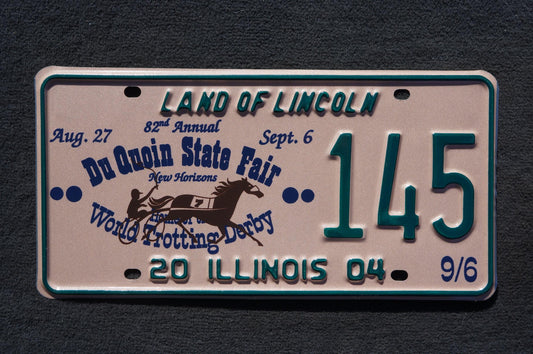 LAND OF LINCOLN
Aug. 27
82nd Annual
Sept. 6
Du Quoin State Fair
New Horizons
7
World Trotting Derby
145
20 ILLINOIS 04
9/6